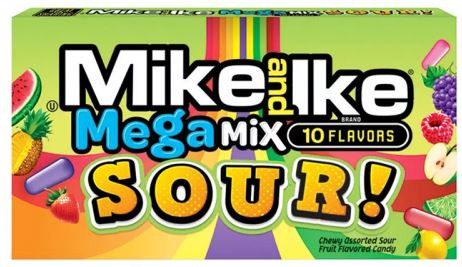 Mike and Ike
BRAND
Mega Mix 10 FLAVORS
SOUR!
Chewy Assorted Sour
Fruit Flavored Candy